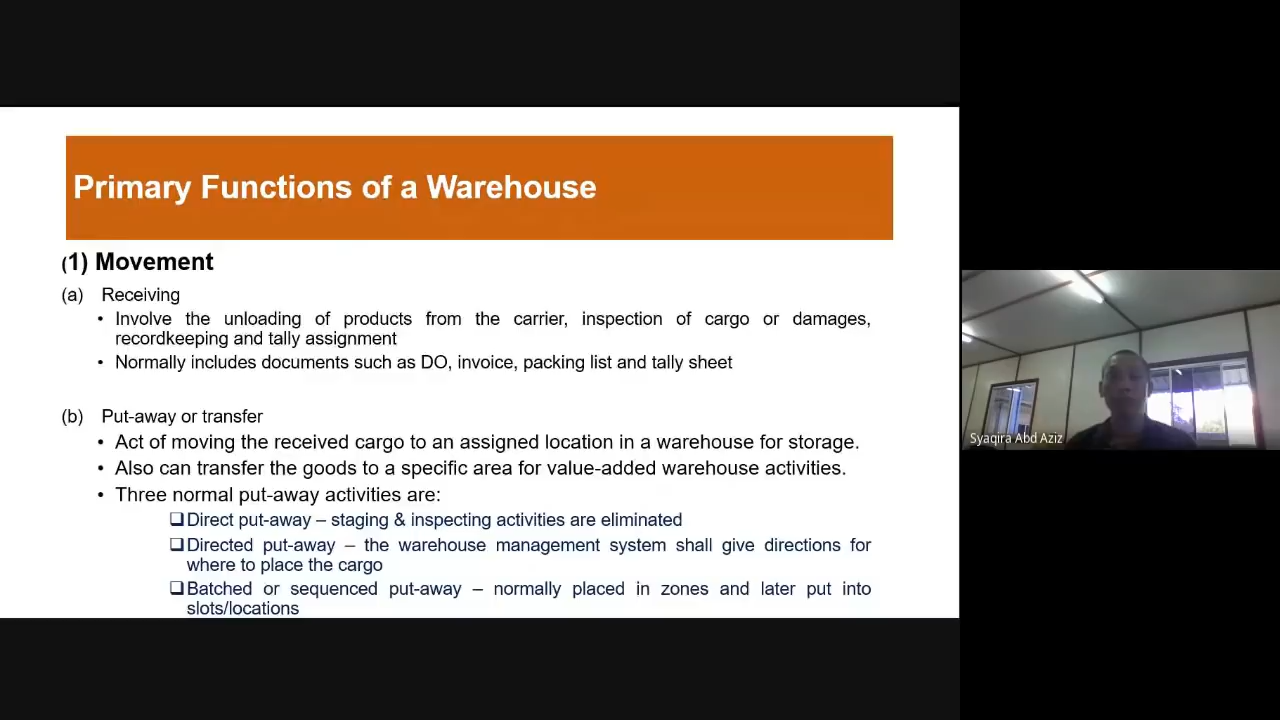 Primary Functions of a Warehouse
(1) Movement
(a) Receiving
• Involve the unloading of products from the carrier, inspection of cargo or damages,
recordkeeping and tally assignment
• Normally includes documents such as DO, invoice, packing list and tally sheet
(b) Put-away or transfer
• Act of moving the received cargo to an assigned location in a warehouse for storage.
• Also can transfer the goods to a specific area for value-added warehouse activities.
• Three normal put-away activities are:
❑Direct put-away – staging & inspecting activities are eliminated
❑Directed put-away – the warehouse management system shall give directions for
where to place the cargo
❑Batched or sequenced put-away – normally placed in zones and later put into
slots/locations
Syaqira Abd Aziz